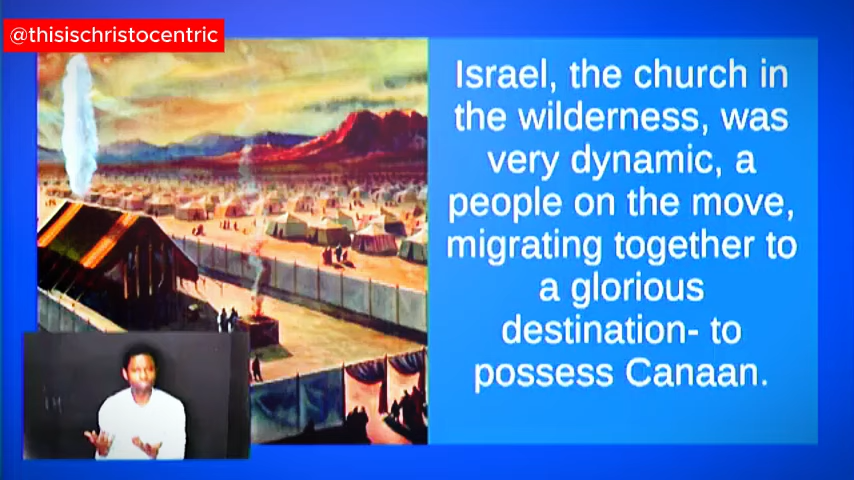 @thisischristocentric
Israel, the church in
the wilderness, was
very dynamic, a
people on the move,
migrating together to
a glorious
destination- to
possess Canaan.